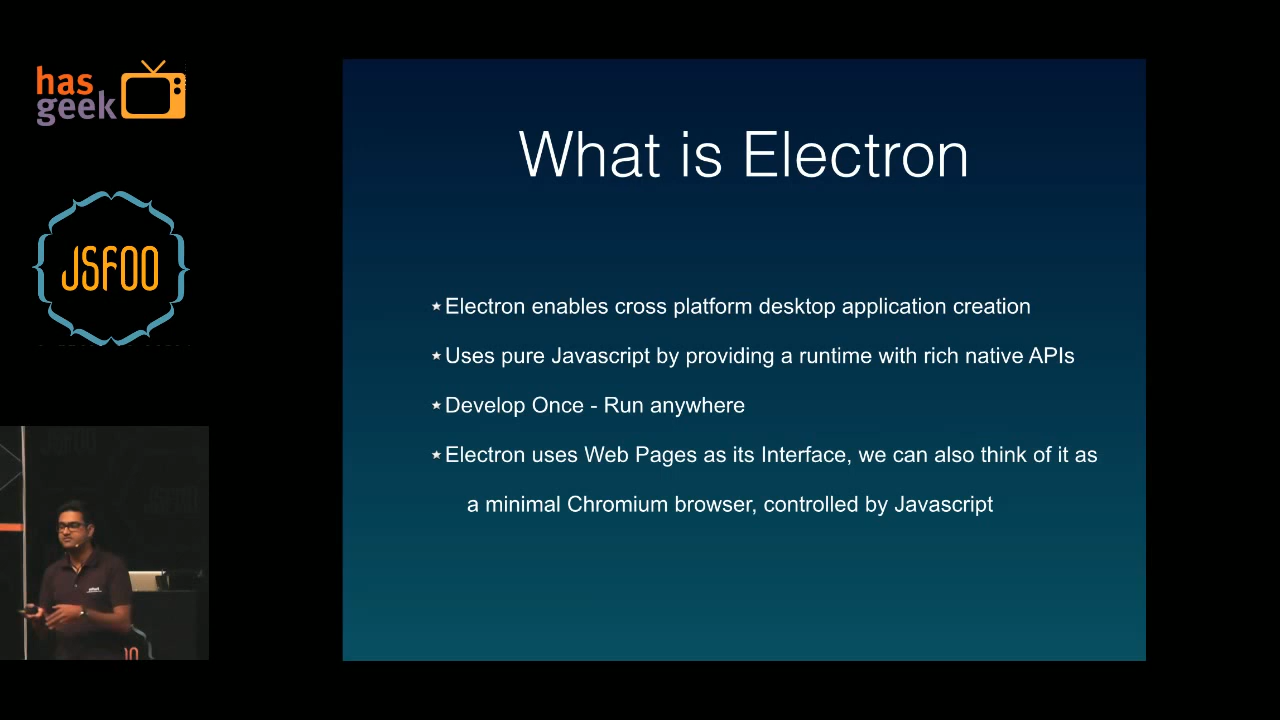 has
geek
JSFOO
What is Electron
Electron enables cross platform desktop application creation
Uses pure Javascript by providing a runtime with rich native APIs
Develop Once - Run anywhere
Electron uses Web Pages as its Interface, we can also think of it as
a minimal Chromium browser, controlled by Javascript